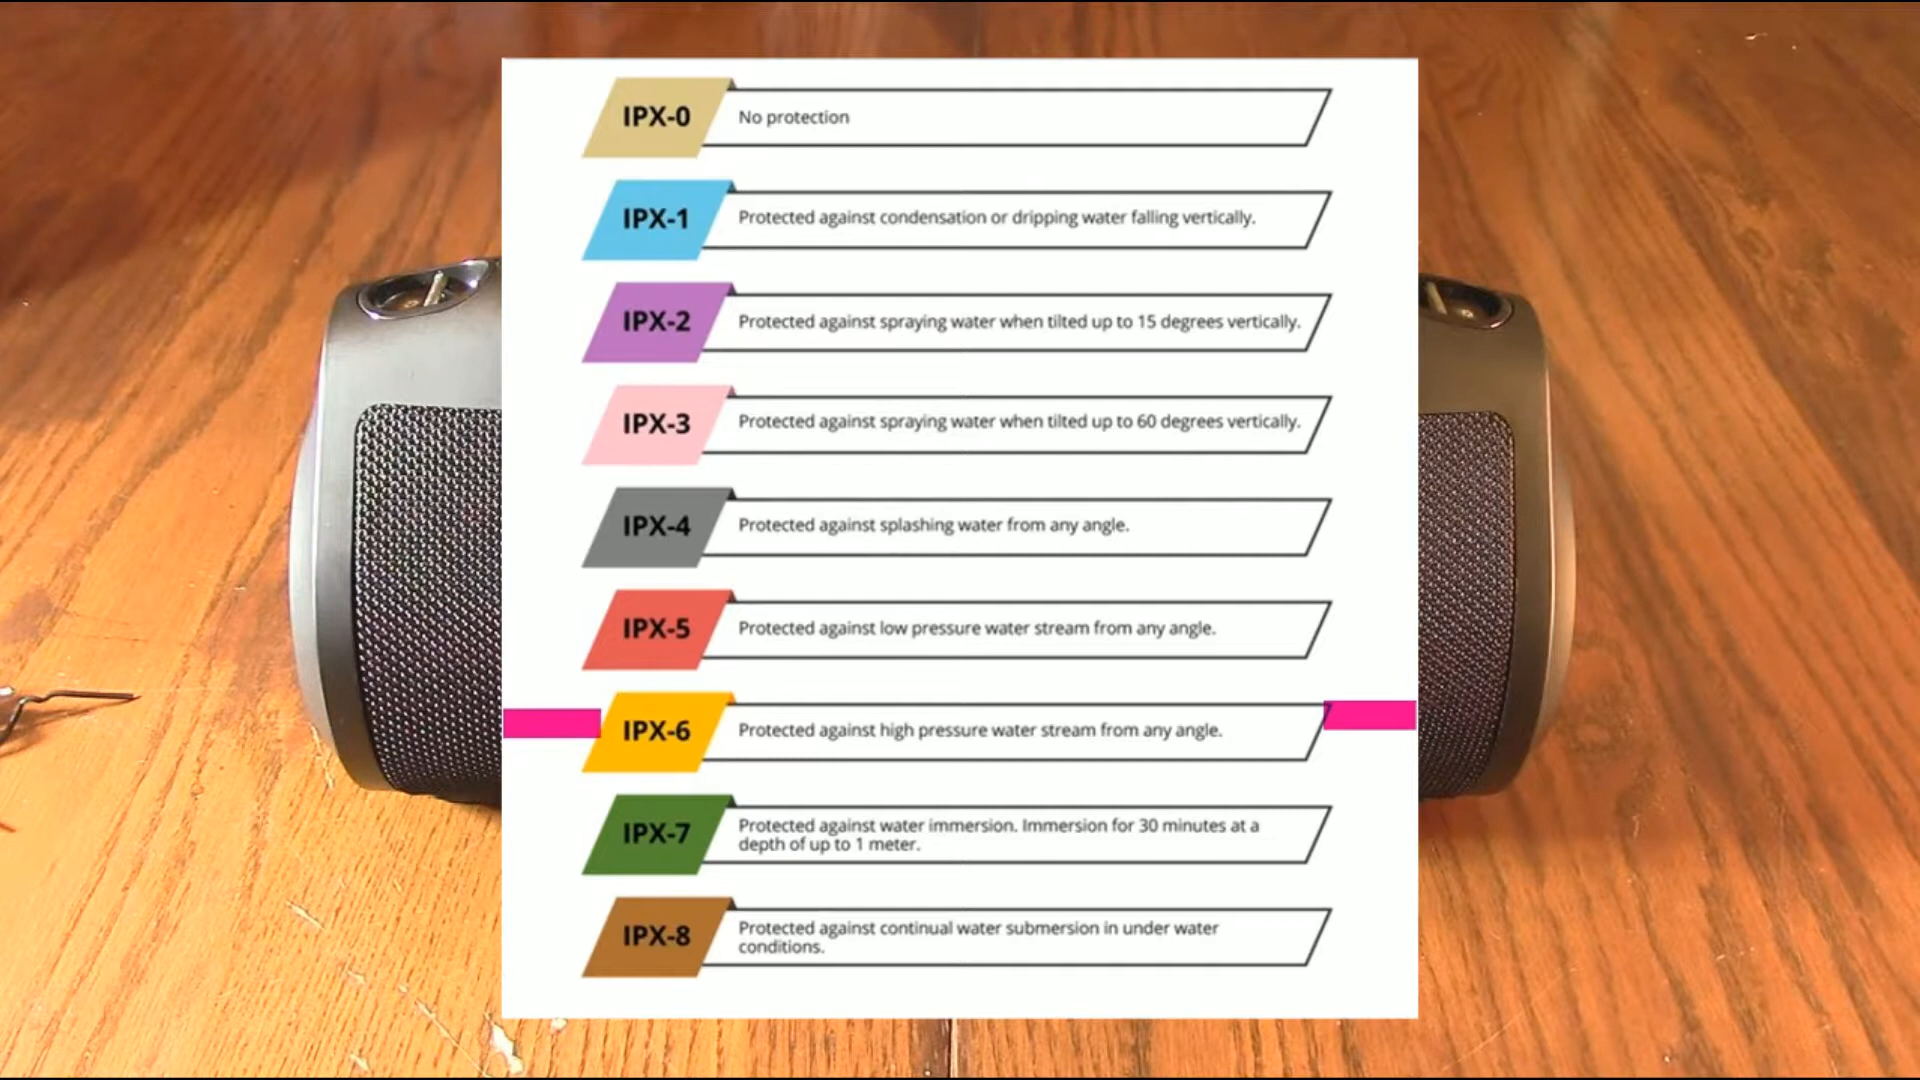 IPX-0
No protection
IPX-1
Protected against condensation or dripping water falling vertically.
IPX-2
Protected against spraying water when tilted up to 15 degrees vertically.
IPX-3
Protected against spraying water when tilted up to 60 degrees vertically.
IPX-4
Protected against splashing water from any angle.
IPX-5
Protected against low pressure water stream from any angle.
IPX-6
Protected against high pressure water stream from any angle.
IPX-7
Protected against water immersion. Immersion for 30 minutes at a
depth of up to 1 meter.
IPX-8
Protected against continual water submersion in under water
conditions.